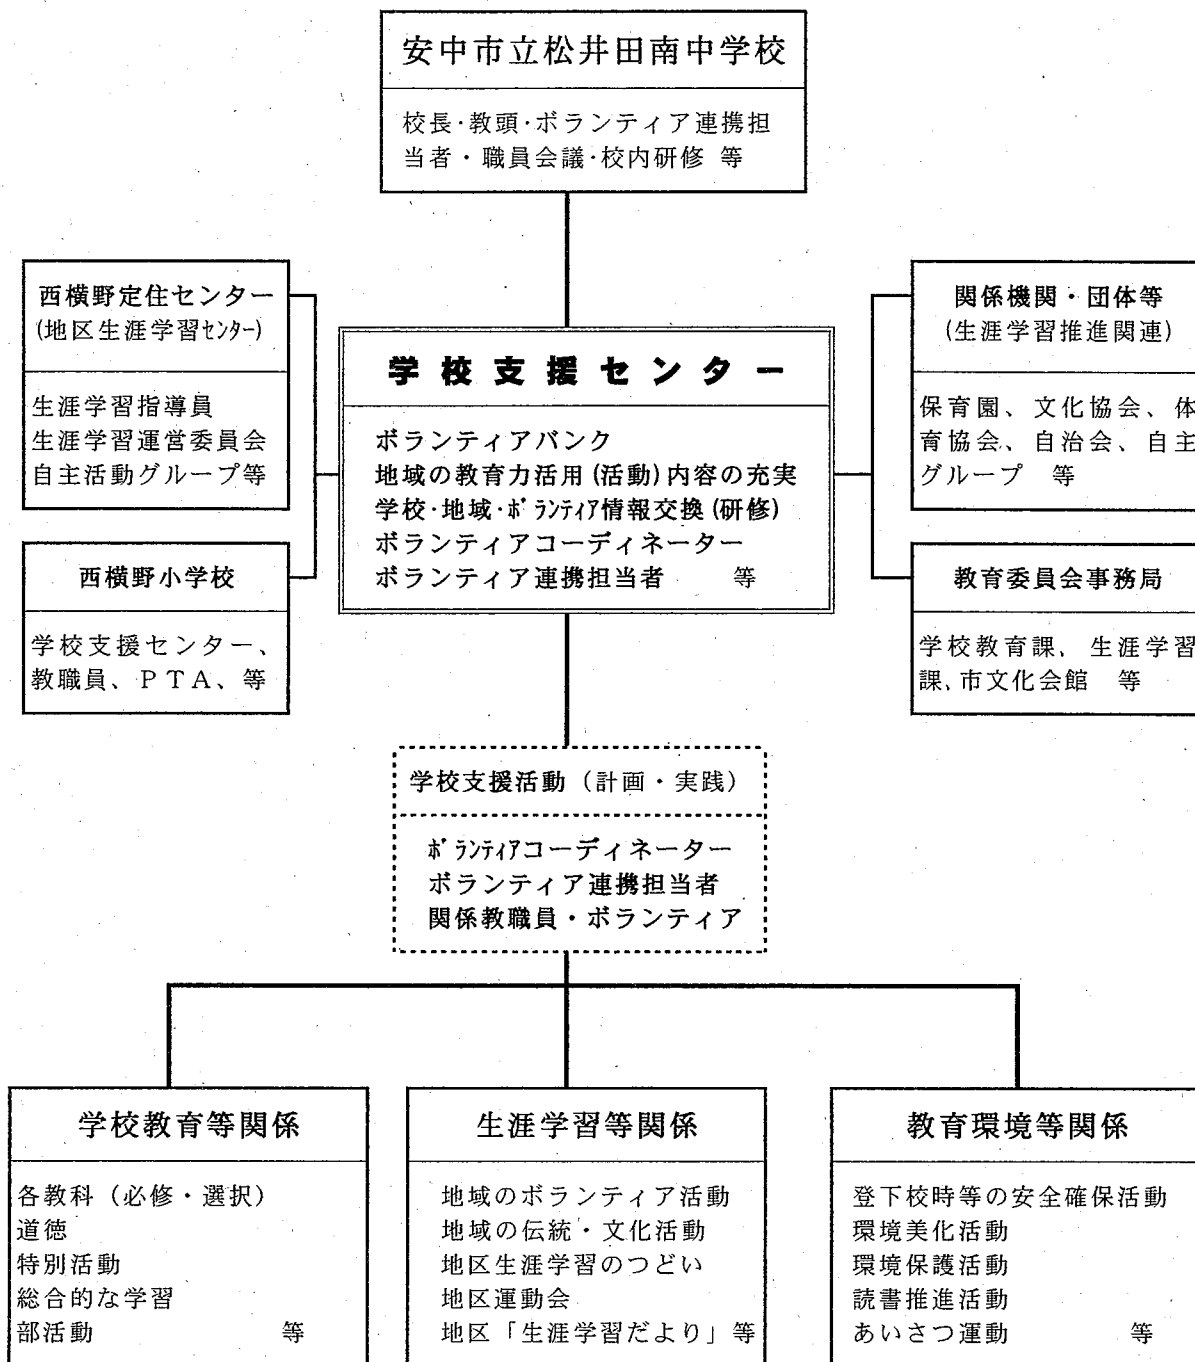 安中市立松井田南中学校
校長・教頭・ボランティア連携担
当者・職員会議・校内研修 等
西横野定住センター
(地区生涯学習ｾﾝﾀｰ)
生涯学習指導員
生涯学習運営委員会
自主活動グループ等
西横野小学校
学校支援センター、
教職員、ＰＴＡ、等
学校支援センター
ボランティアバンク
地域の教育力活用(活動)内容の充実
学校・地域・ﾎﾞﾗﾝﾃｨｱ情報交換(研修)
ボランティアコーディネーター
ボランティア連携担当者 等
関係機関・団体等
(生涯学習推進関連)
保育園、文化協会、体
育協会、自治会、自主
グループ 等
教育委員会事務局
学校教育課、生涯学習
課、市文化会館 等
学校支援活動（計画・実践）
ﾎﾞﾗﾝﾃｨｱコーディネーター
ボランティア連携担当者
関係教職員・ボランティア
学校教育等関係
各教科（必修・選択）
道徳
特別活動
総合的な学習
部活動 等
生涯学習等関係
地域のボランティア活動
地域の伝統・文化活動
地区生涯学習のつどい
地区運動会
地区「生涯学習だより」等
教育環境等関係
登下校時等の安全確保活動
環境美化活動
環境保護活動
読書推進活動
あいさつ運動 等